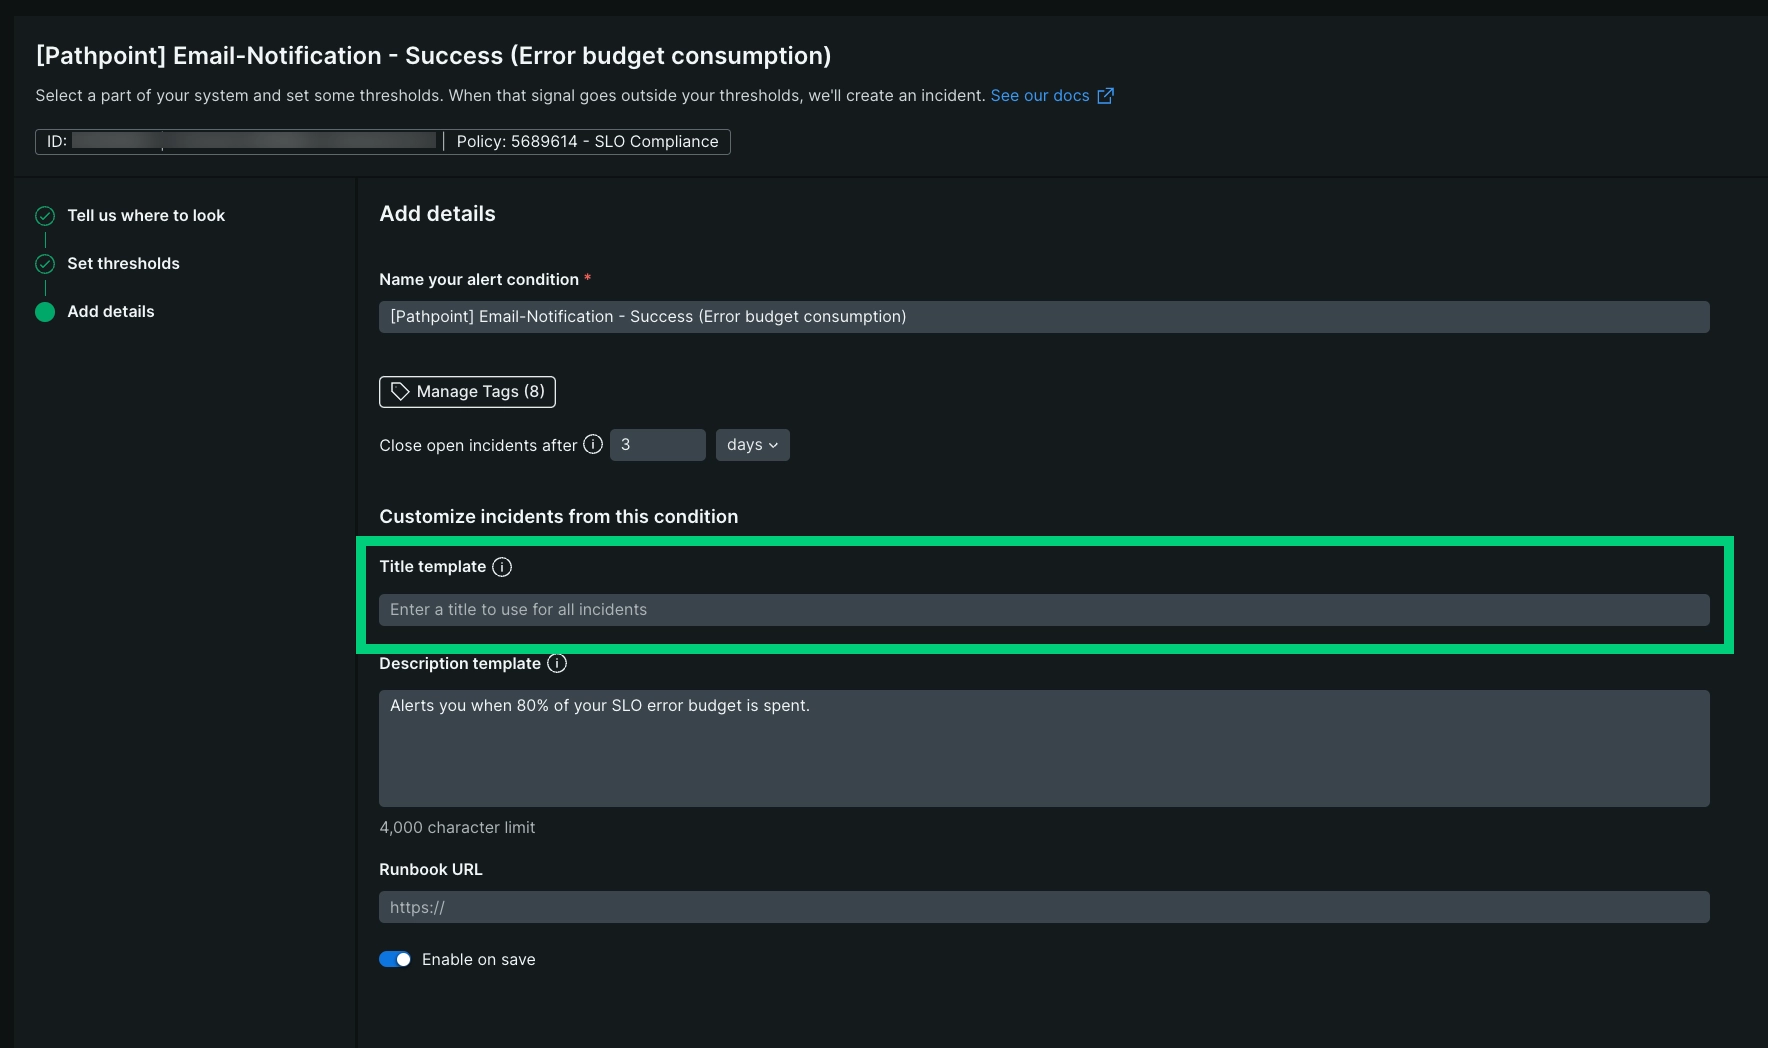 [Pathpoint] Email-Notification - Success (Error budget consumption)
Select a part of your system and set some thresholds. When that signal goes outside your thresholds, we'll create an incident. See our docs
ID: | Policy: 5689614 - SLO Compliance
Tell us where to look
Set thresholds
Add details
Add details
Name your alert condition *
[Pathpoint] Email-Notification - Success (Error budget consumption)
Manage Tags (8)
Close open incidents after 3 days
Customize incidents from this condition
Title template
Enter a title to use for all incidents
Description template
Alerts you when 80% of your SLO error budget is spent.
4,000 character limit
Runbook URL
https://
Enable on save